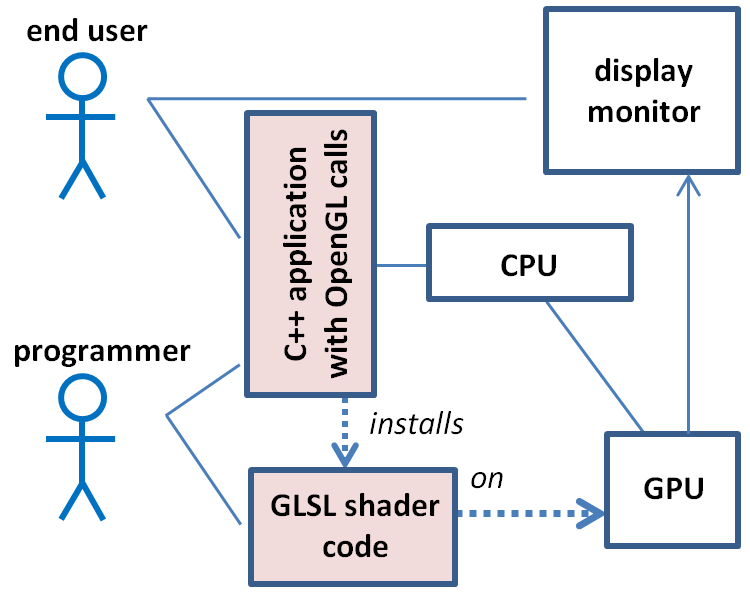 end user
display
monitor
C++ application
with OpenGL calls
CPU
programmer
installs
on
GLSL shader
code
GPU